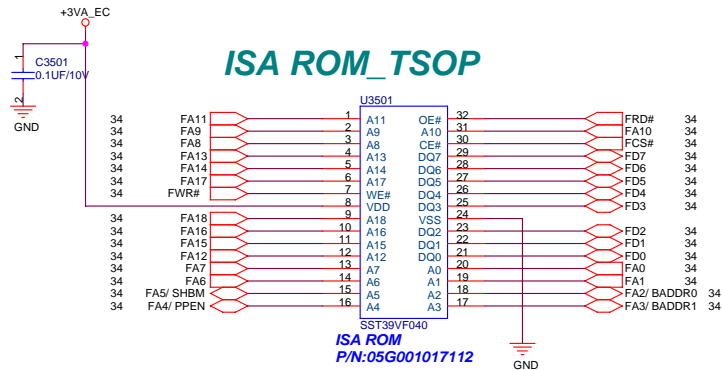 +3VA_EC
ISA ROM_TSOP
1
C3501
0.1UF/10V
2
GND
U3501
34 FA11 1 A11 OE# 32 FRD# 34
34 FA9 2 A9 A10 31 FA10 34
34 FA8 3 A8 CE# 30 FCS# 34
34 FA13 4 A13 DQ7 29 FD7 34
34 FA14 5 A14 DQ6 28 FD6 34
34 FA17 6 A17 DQ5 27 FD5 34
34 FWR# 7 WE# DQ4 26 FD4 34
8 VDD DQ3 25 FD3 34
34 FA18 9 A18 VSS 24
34 FA16 10 A16 DQ2 23 FD2 34
34 FA15 11 A15 DQ1 22 FD1 34
34 FA12 12 A12 DQ0 21 FD0 34
34 FA7 13 A7 A0 20 FA0 34
34 FA6 14 A6 A1 19 FA1 34
34 FA5/ SHBM 15 A5 A2 18 FA2/ BADDR0 34
34 FA4/ PPEN 16 A4 A3 17 FA3/ BADDR1 34
SST39VF040
ISA ROM
P/N:05G001017112
GND